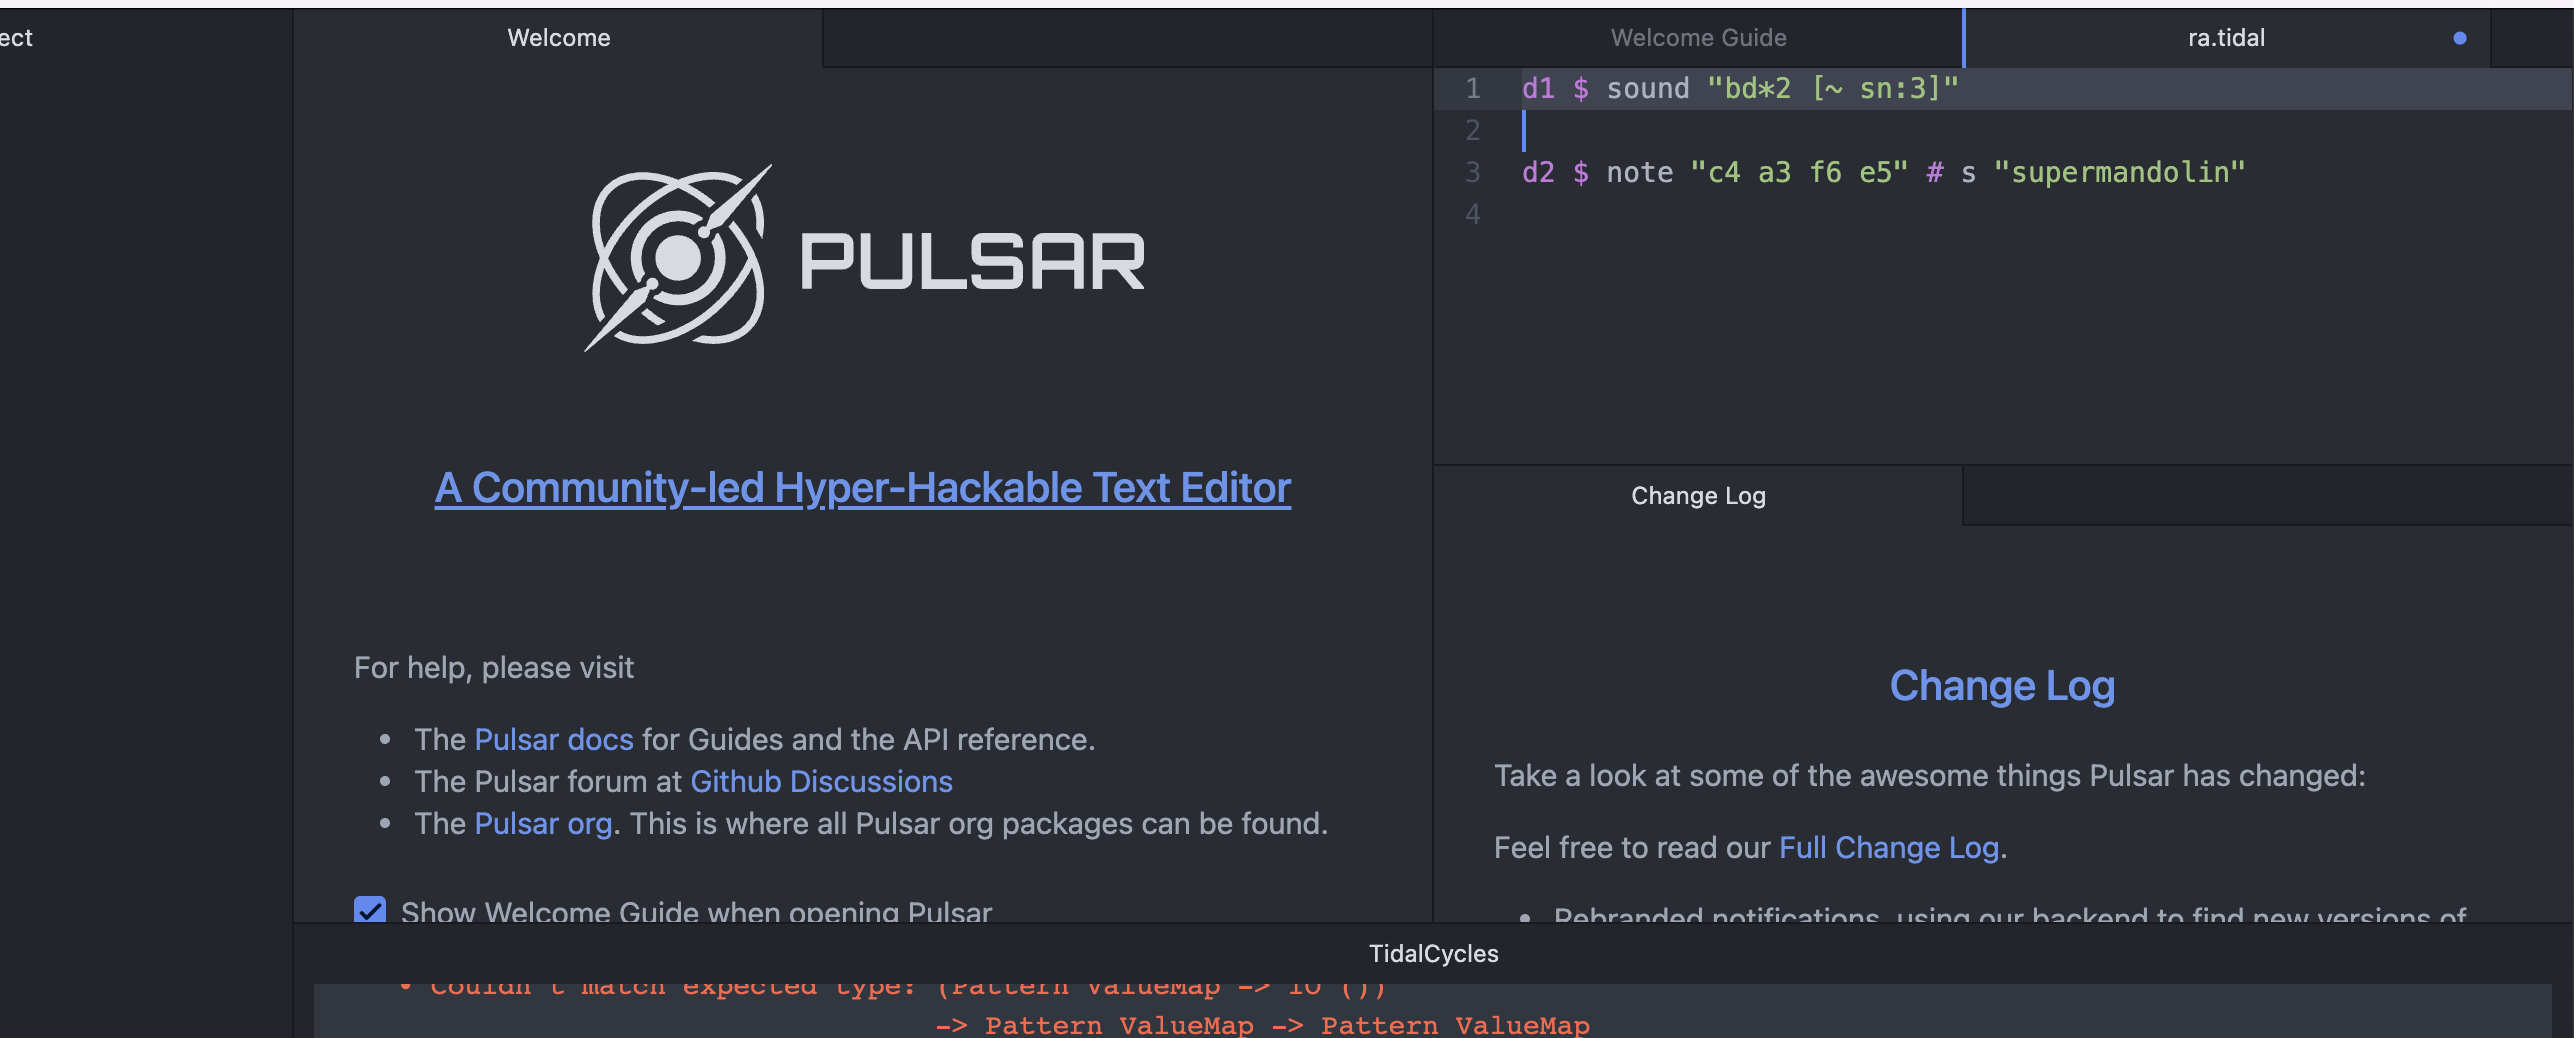 ect
Welcome
PULSAR
A Community-led Hyper-Hackable Text Editor
For help, please visit
• The Pulsar docs for Guides and the API reference.
• The Pulsar forum at Github Discussions
• The Pulsar org. This is where all Pulsar org packages can be found.
Show Welcome Guide when opening Pulsar
Welcome Guide
ra.tidal
1 d1 $ sound "bd*2 [~ sn:3]"
2
3 d2 $ note "c4 a3 f6 e5" # s "supermandolin"
4
Change Log
Change Log
Take a look at some of the awesome things Pulsar has changed:
Feel free to read our Full Change Log.
• Rebranded notifications, using our backend to find new versions of
TidalCycles
• Couldn't match expected type: (Pattern ValueMap -> IO ())
-> Pattern ValueMap -> Pattern ValueMap